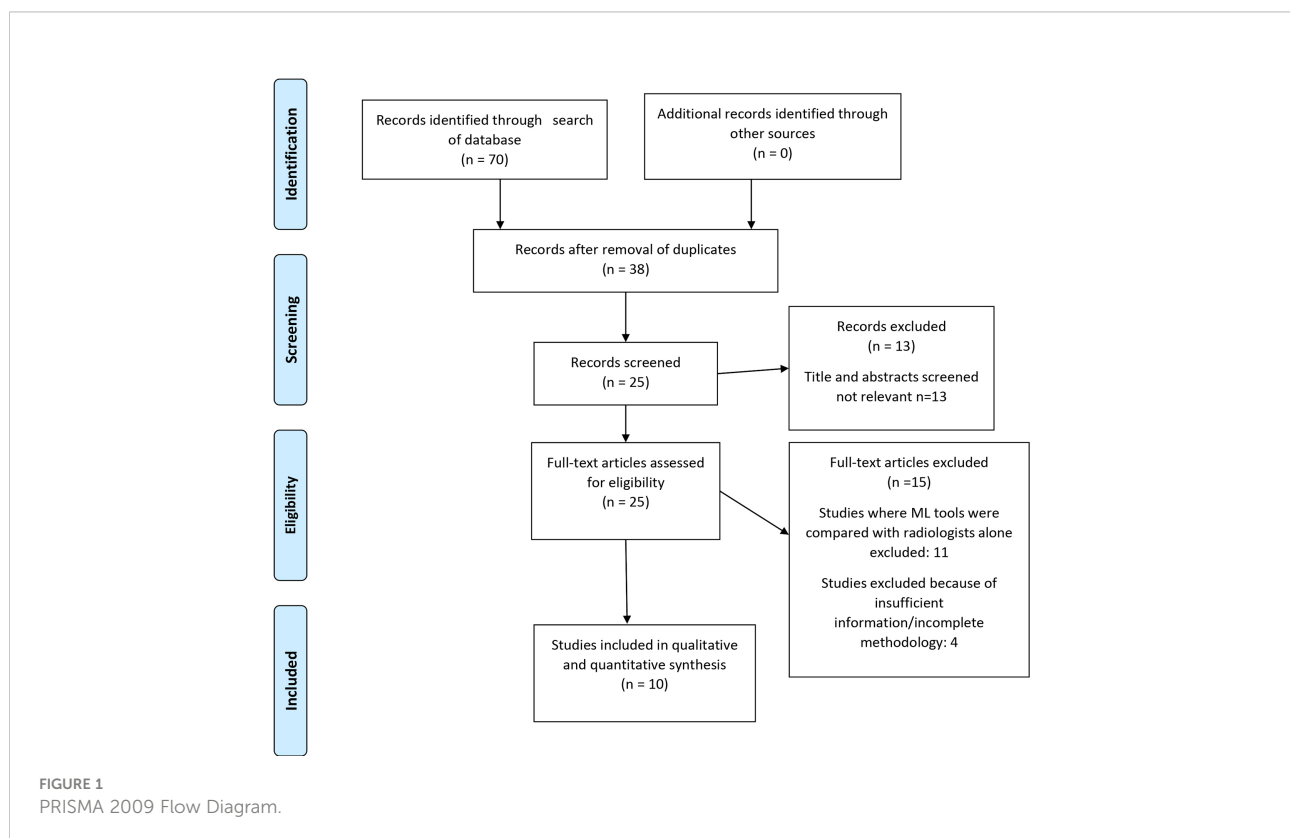 Identification
Records identified through search
of database
(n = 70)
Additional records identified through
other sources
(n = 0)
Records after removal of duplicates
(n = 38)
Screening
Records screened
(n = 25)
Records excluded
(n = 13)
Title and abstracts screened
not relevant n=13
Eligibility
Full-text articles assessed
for eligibility
(n = 25)
Full-text articles excluded
(n =15)
Studies where ML tools were
compared with radiologists alone
excluded: 11
Studies excluded because of
insufficient
information/incomplete
methodology: 4
Included
Studies included in qualitative
and quantitative synthesis
(n = 10)
FIGURE 1
PRISMA 2009 Flow Diagram.